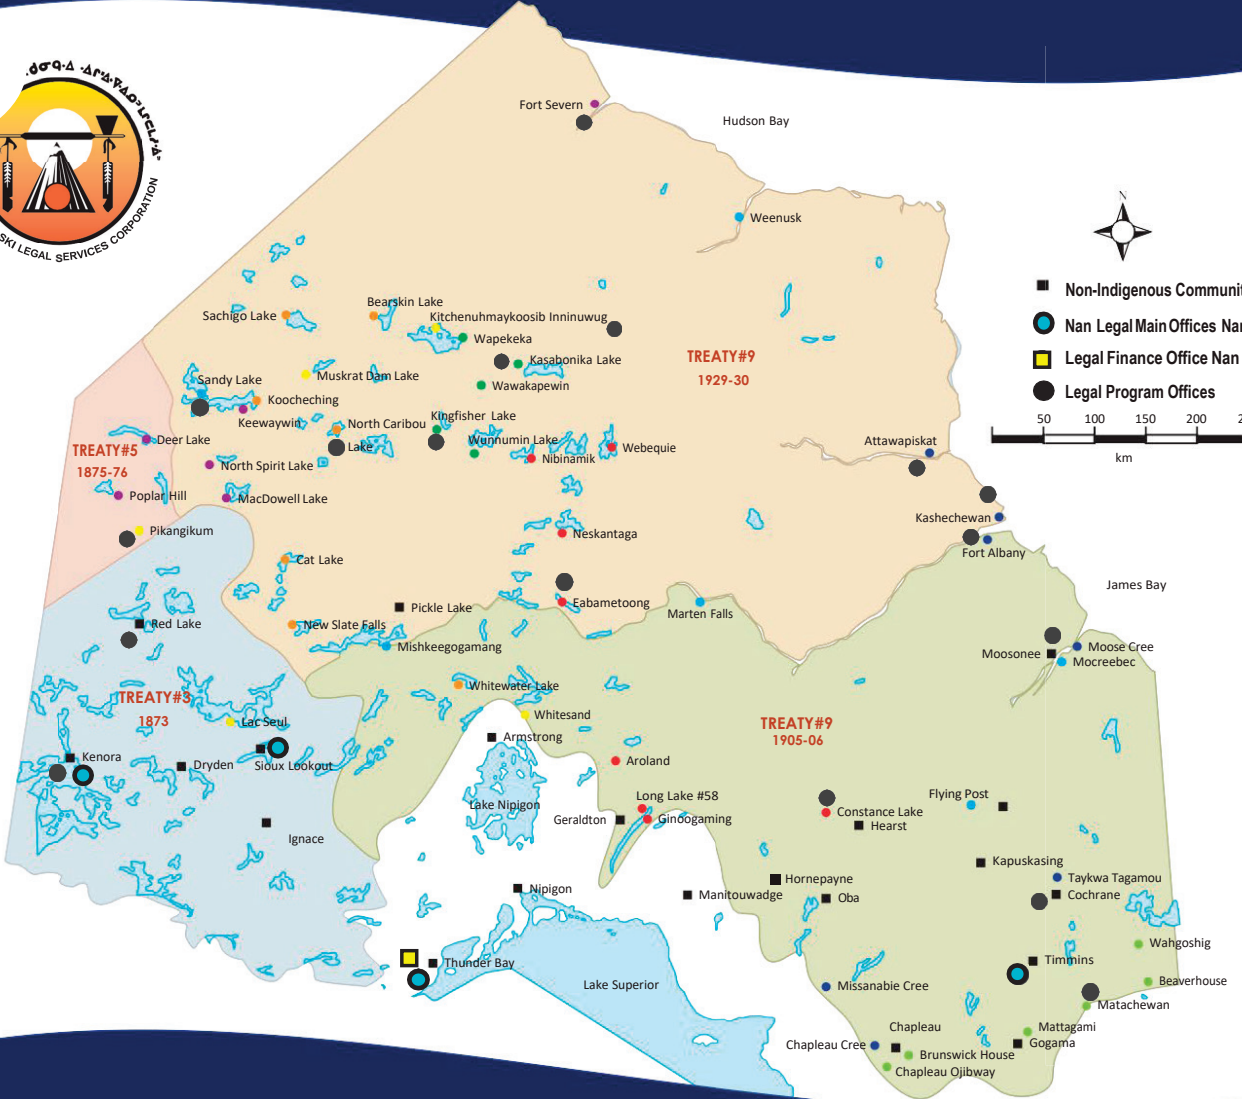 SKI LEGAL SERVICES CORPORATION
Fort Severn
Hudson Bay
Weenusk
N
Non-Indigenous Communit
Nan Legal Main Offices Nan
Legal Finance Office Nan
Legal Program Offices
50 100 150 200 2
km
Bearskin Lake
Sachigo Lake
Kitchenuhmaykoosib Inninuwug
Wapekeka
TREATY#9
1929-30
Kasabonika Lake
Muskrat Dam Lake
Sandy Lake
Wawakapewin
Koocheching
Keewaywin
North Caribou
Lake
Kingfisher Lake
Wunnumin Lake
Nibinamik
Webequie
Attawapiskat
Deer Lake
TREATY#5
1875-76
North Spirit Lake
Poplar Hill
MacDowell Lake
Kashechewan
Pikangikum
Neskantaga
Fort Albany
Cat Lake
James Bay
Pickle Lake
Eabametoong
Marten Falls
Red Lake
New Slate Falls
Mishkeegogamang
Moosonee
Moose Cree
Mocreebec
TREATY#3
1873
Whitewater Lake
Lac Seul
Whitesand
TREATY#9
1905-06
Armstrong
Kenora
Dryden
Sioux Lookout
Aroland
Lake Nipigon
Long Lake #58
Geraldton
Ginoogaming
Flying Post
Constance Lake
Hearst
Ignace
Kapuskasing
Hornepayne
Taykwa Tagamou
Nipigon
Manitouwadge
Oba
Cochrane
Wahgoshig
Thunder Bay
Timmins
Lake Superior
Missanabie Cree
Beaverhouse
Matachewan
Chapleau
Mattagami
Chapleau Cree
Gogama
Brunswick House
Chapleau Ojibway